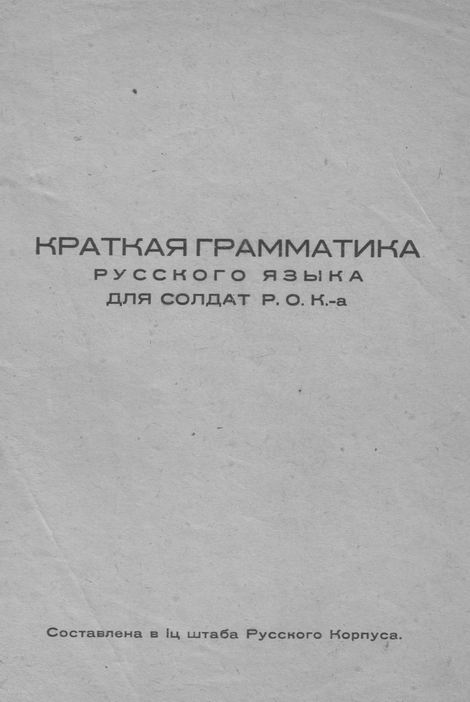 КРАТКАЯ ГРАММАТИКА
РУССКОГО ЯЗЫКА
ДЛЯ СОЛДАТ Р. О. К.-а
Составлена в Iц штаба Русского Корпуса.